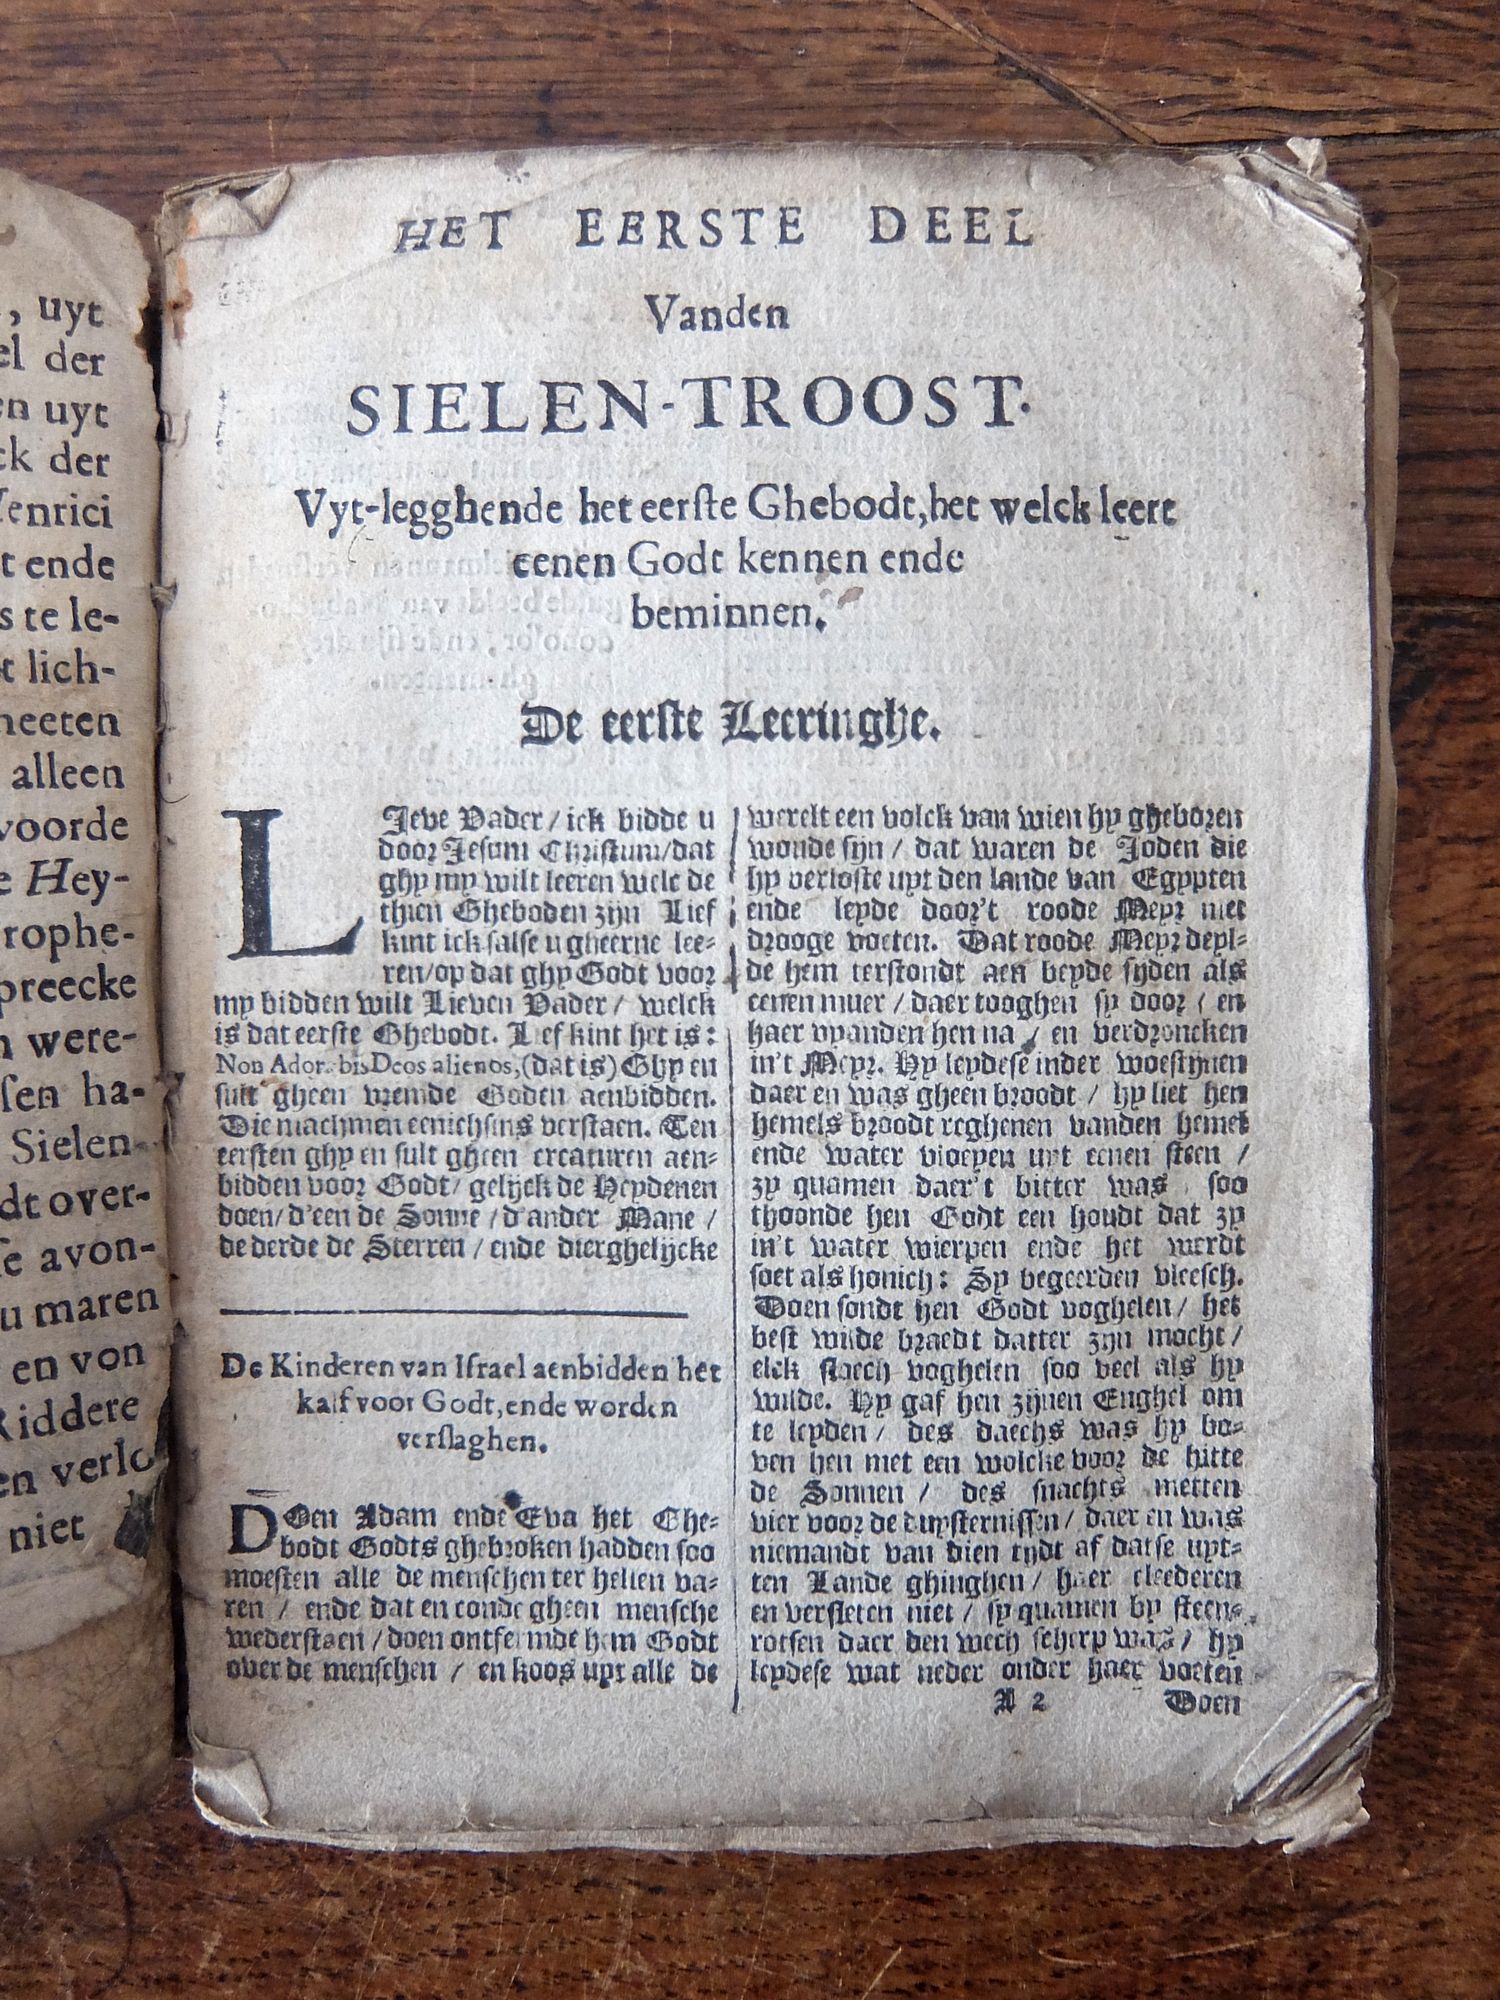 , uyt
el der
en uyt
ck der
Henrici
t ende
s te le-
t lich-
heeten
alleen
voorde
e Hey-
rophe-
preecke
n were-
ſen ha-
Sielen-
dt over-
ſe avon-
u maren
en von
Riddere
en verlo
niet
HET EERSTE DEEL
Vanden
SIELEN-TROOST.
Vyt-legghende het eerſte Ghebodt, het welck leert
eenen Godt kennen ende
beminnen.
De eerſte Leeringhe.
LJeve Vader / ick bidde u
door Jeſum Chriſtum / dat
ghy my wilt leeren welc de
thien Gheboden zijn Lief
kint ick ſalſe u gheerne lee-
ren / op dat ghy Godt voor
my bidden wilt Lieven Vader / welck
is dat eerſte Ghebodt. Lief kint het is:
Non Adorabis Deos alienos, (dat is) Ghy en
ſult gheen vremde Goden aenbidden.
Die machmen eenichſins verſtaen. Ten
eerſten ghy en ſult gheen creaturen aen-
bidden voor Godt / gelijck de Heydenen
doen / d'een de Sonne / d'ander Mane /
de derde de Sterren / ende dierghelijcke
De Kinderen van Iſrael aenbidden het
kalf voor Godt, ende worden
verſlaghen.
DOen Adam ende Eva het Ghe-
bodt Godts ghebroken hadden ſoo
moeſten alle de menſchen ter hellen va-
ren / ende dat en conde gheen menſche
wederſtaen / doen ontfermde hem Godt
over de menſchen / en koos uyt alle de
werelt een volck van wien hy gheboren
wonde ſijn / dat waren de Joden die
hy verloſte uyt den lande van Egypten
ende leyde door't roode Meyr met
drooge voeten. Dat roode Meyr deyl-
de hem terſtondt aen beyde ſijden als
eenen muer / daer tooghen ſy door / en
haer vyanden hen na / en verdroncken
in't Meyr. Hy leydeſe inder woeſtijnen
daer en was gheen broodt / hy liet hen
hemels broodt reghenen vanden hemel
ende water vloeyen uyt eenen ſteen /
zy quamen daer't bitter was, ſoo
thoonde hen Godt een houdt dat zy
in't water wierpen ende het werdt
ſoet als honich: Sy begeerden vleeſch.
Doen ſondt hen Godt voghelen / het
beſt wilde braedt datter zijn mocht /
elck ſtaech voghelen ſoo veel als hy
wilde. Hy gaf hen zijnen Enghel om
te leyden / des daechs was hy bo-
ven hen met een wolcke voor de hitte
de Sonnen / des ſnachts metten
vier voor de duyſterniſſen / daer en was
niemandt van dien tijdt af datſe uyt-
ten Lande ghinghen / haer cleederen
en verſleten niet / ſy quamen by ſteen-
rotſen daer den wech ſcherp was / hy
leydeſe wat neder onder haer voeten
A 2 Doen